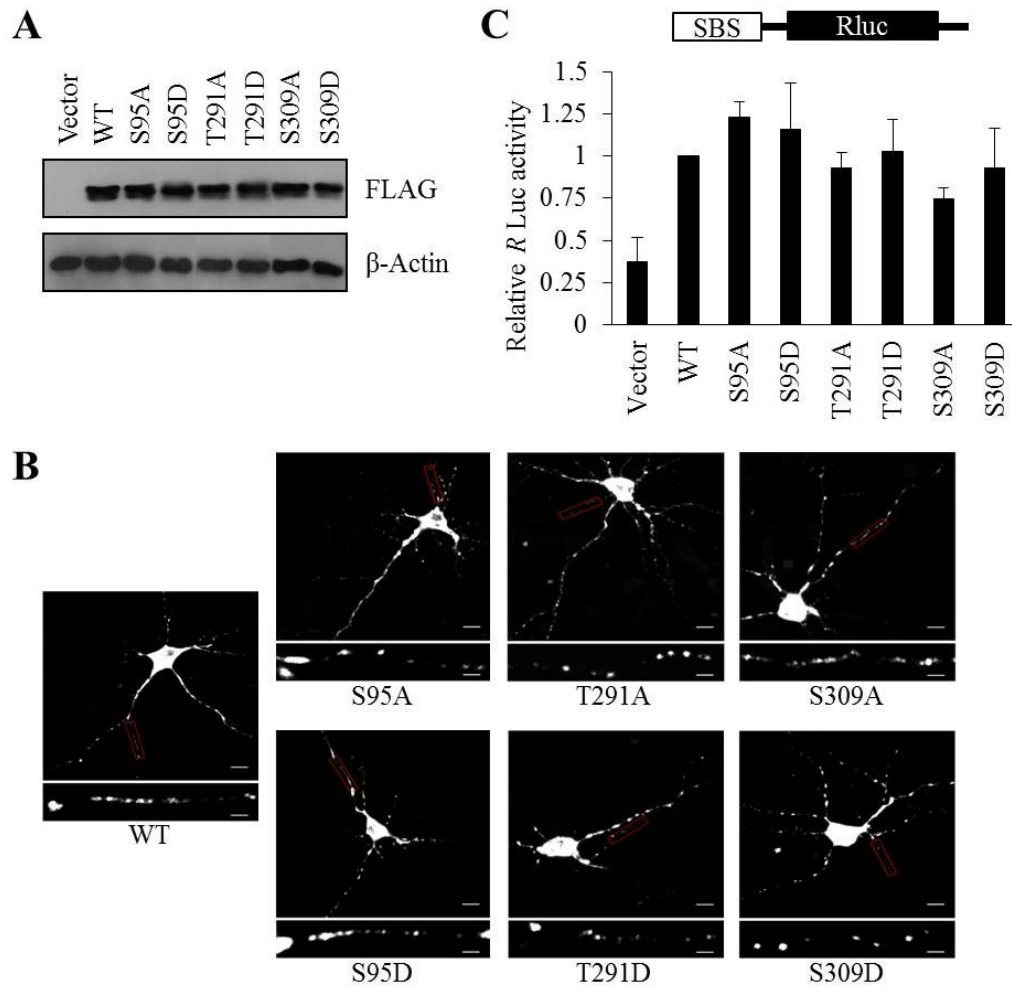 A
Vector
WT
S95A
S95D
T291A
T291D
S309A
S309D
FLAG
β-Actin
C
SBS
Rluc
Relative R Luc activity
1.5
1.25
1
0.75
0.5
0.25
0
Vector
WT
S95A
S95D
T291A
T291D
S309A
S309D
B
WT
S95A
T291A
S309A
S95D
T291D
S309D